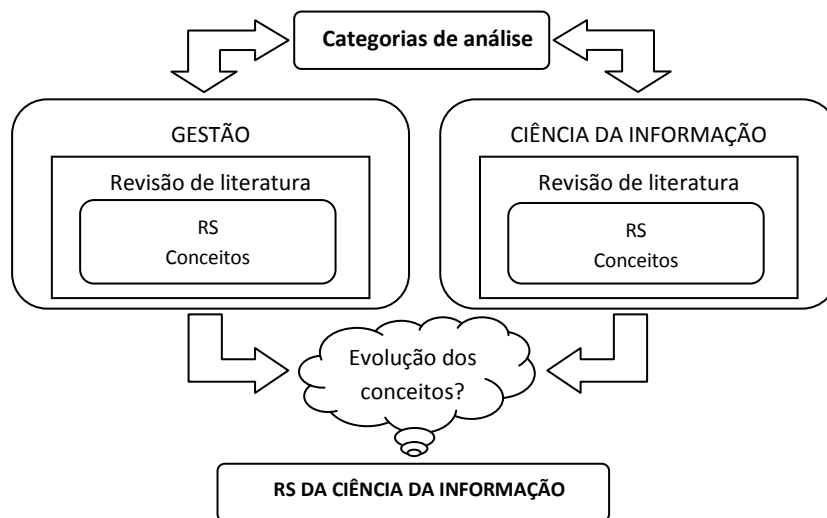 Categorias de análise
GESTÃO
Revisão de literatura
RS
Conceitos
CIÊNCIA DA INFORMAÇÃO
Revisão de literatura
RS
Conceitos
Evolução dos
conceitos?
RS DA CIÊNCIA DA INFORMAÇÃO